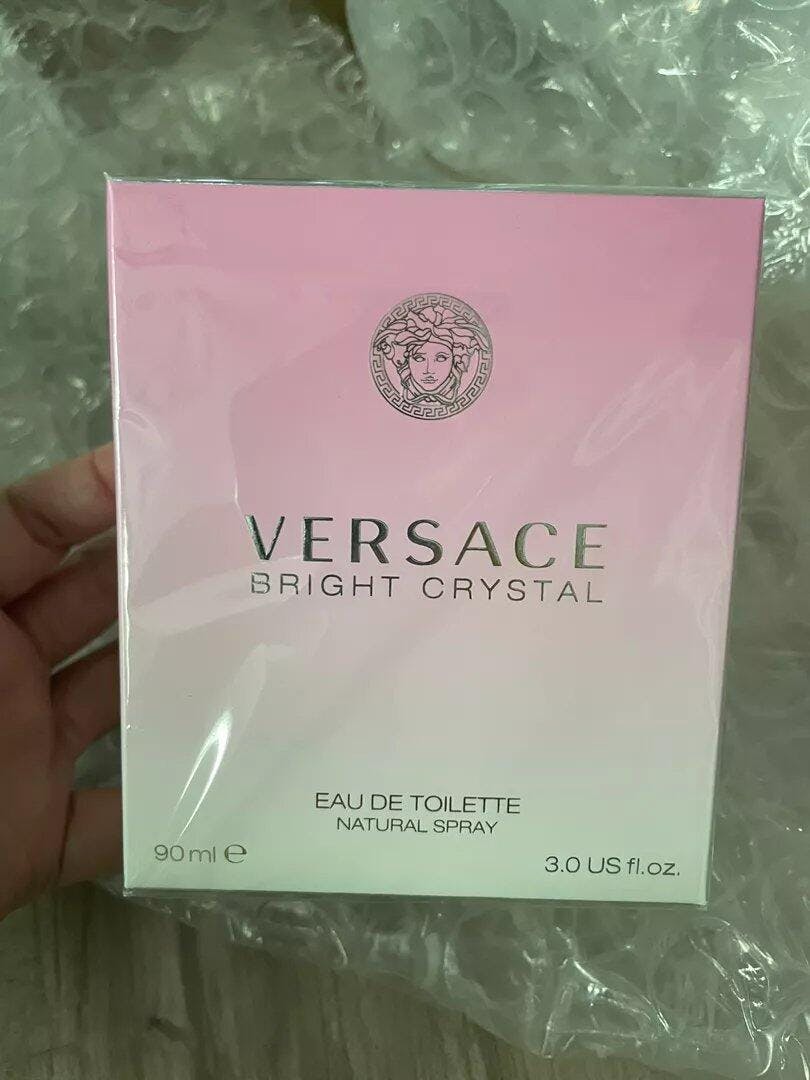 VERSACE
BRIGHT CRYSTAL
EAU DE TOILETTE
NATURAL SPRAY
90 ml ℮
3.0 US fl.oz.